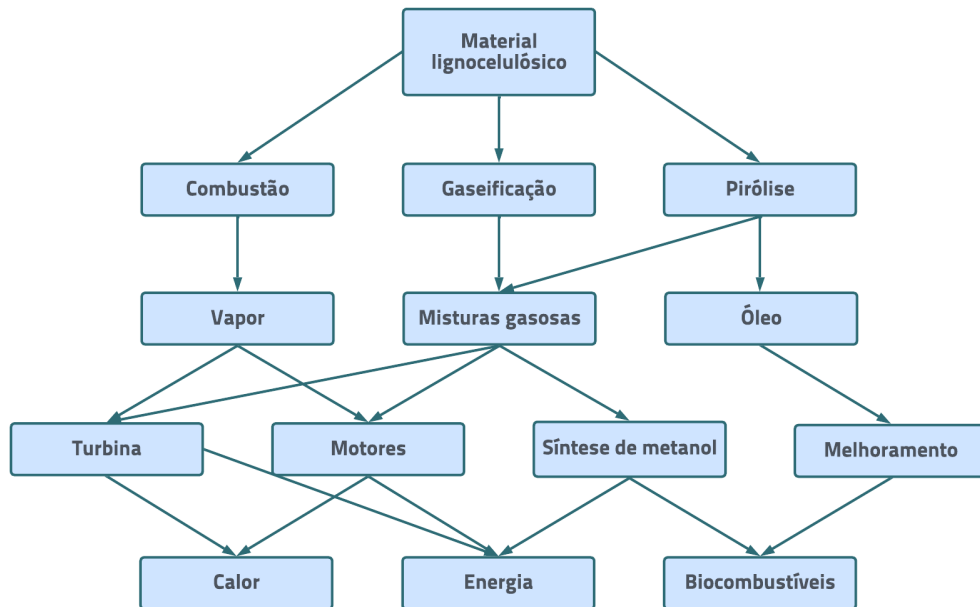 Material
lignocelulósico
Combustão
Gaseificação
Pirólise
Vapor
Misturas gasosas
Óleo
Turbina
Motores
Síntese de metanol
Melhoramento
Calor
Energia
Biocombustíveis